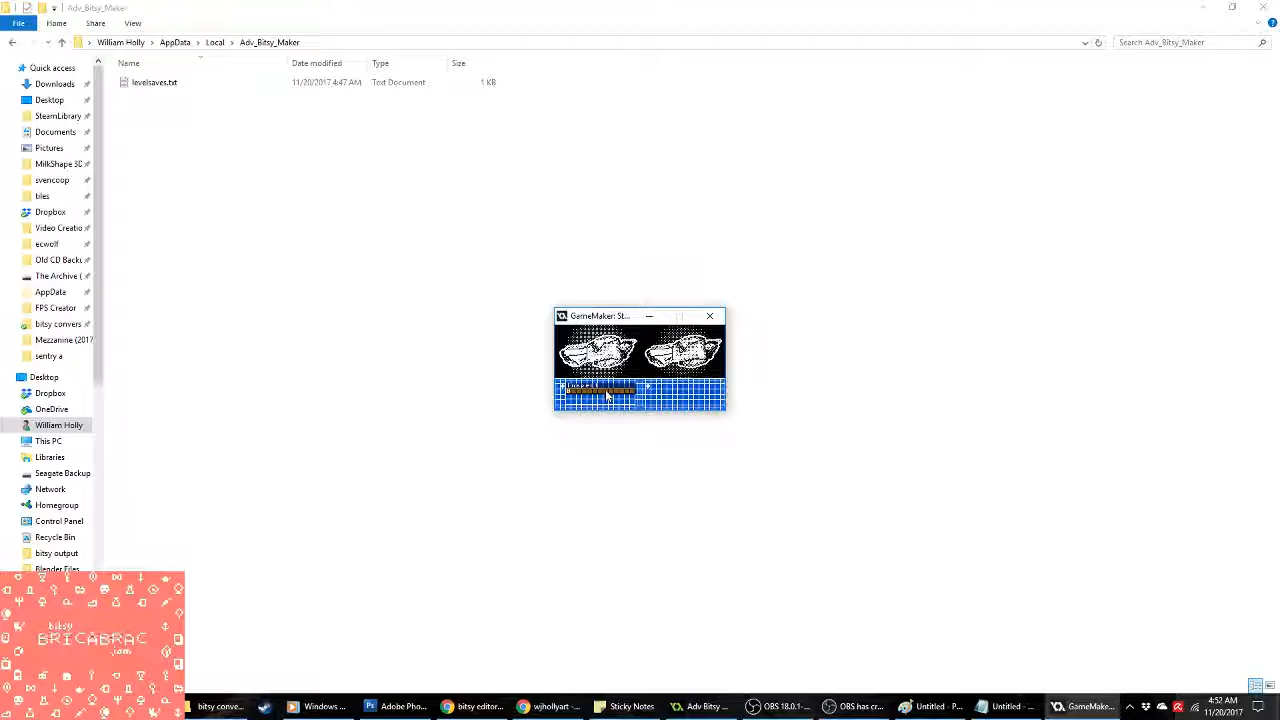 Adv_Bitsy_Maker
File Home Share View
William Holly AppData Local Adv_Bitsy_Maker Search Adv_Bitsy_Maker
Name Date modified Type Size
levelsaves.txt 11/20/2017 4:47 AM Text Document 1 KB
Quick access
Downloads
Desktop
SteamLibrary
Documents
Pictures
MilkShape 3D
svencoop
tiles
Dropbox
Video Creatio
ecwolf
Old CD Backu
The Archive (
AppData
FPS Creator
bitsy convers
Mezzanine (2017
sentry a
Desktop
Dropbox
OneDrive
William Holly
This PC
Libraries
Seagate Backup
Network
Homegroup
Control Panel
Recycle Bin
bitsy output
Blender Files
GameMaker: St...
bitsy
BRICABRAC
jam
bitsy conve... Windows ... Adobe Pho... bitsy editor... wjhollyart - ... Sticky Notes Adv Bitsy ... OBS 18.0.1-... OBS has cr... Untitled - P... Untitled - ... GameMake... 4:52 AM
11/20/2017